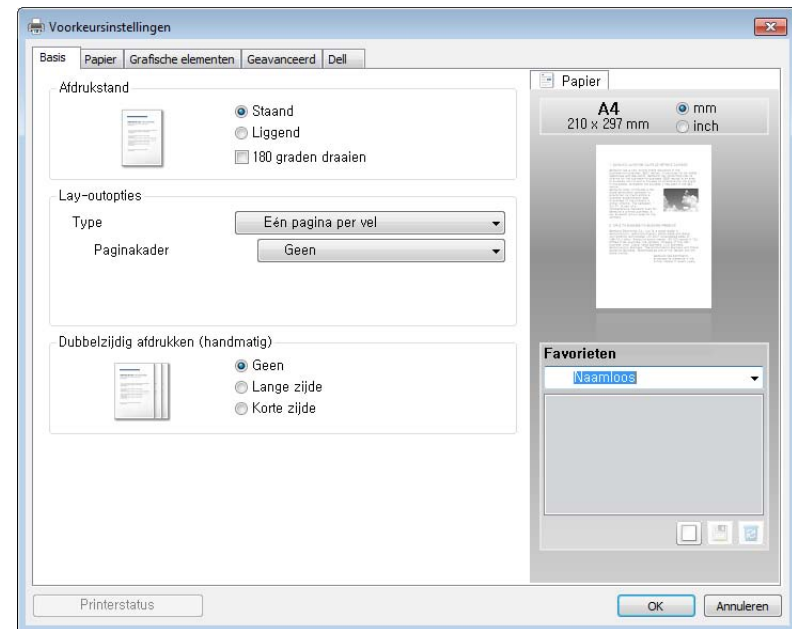 Voorkeursinstellingen
Basis Papier Grafische elementen Geavanceerd Dell
Afdrukstand
Staand
Liggend
180 graden draaien
Lay-outopties
Type Eén pagina per vel
Paginakader Geen
Dubbelzijdig afdrukken (handmatig)
Geen
Lange zijde
Korte zijde
Papier
A4
210 x 297 mm
mm
inch
Favorieten
Naamloos
Printerstatus
OK Annuleren